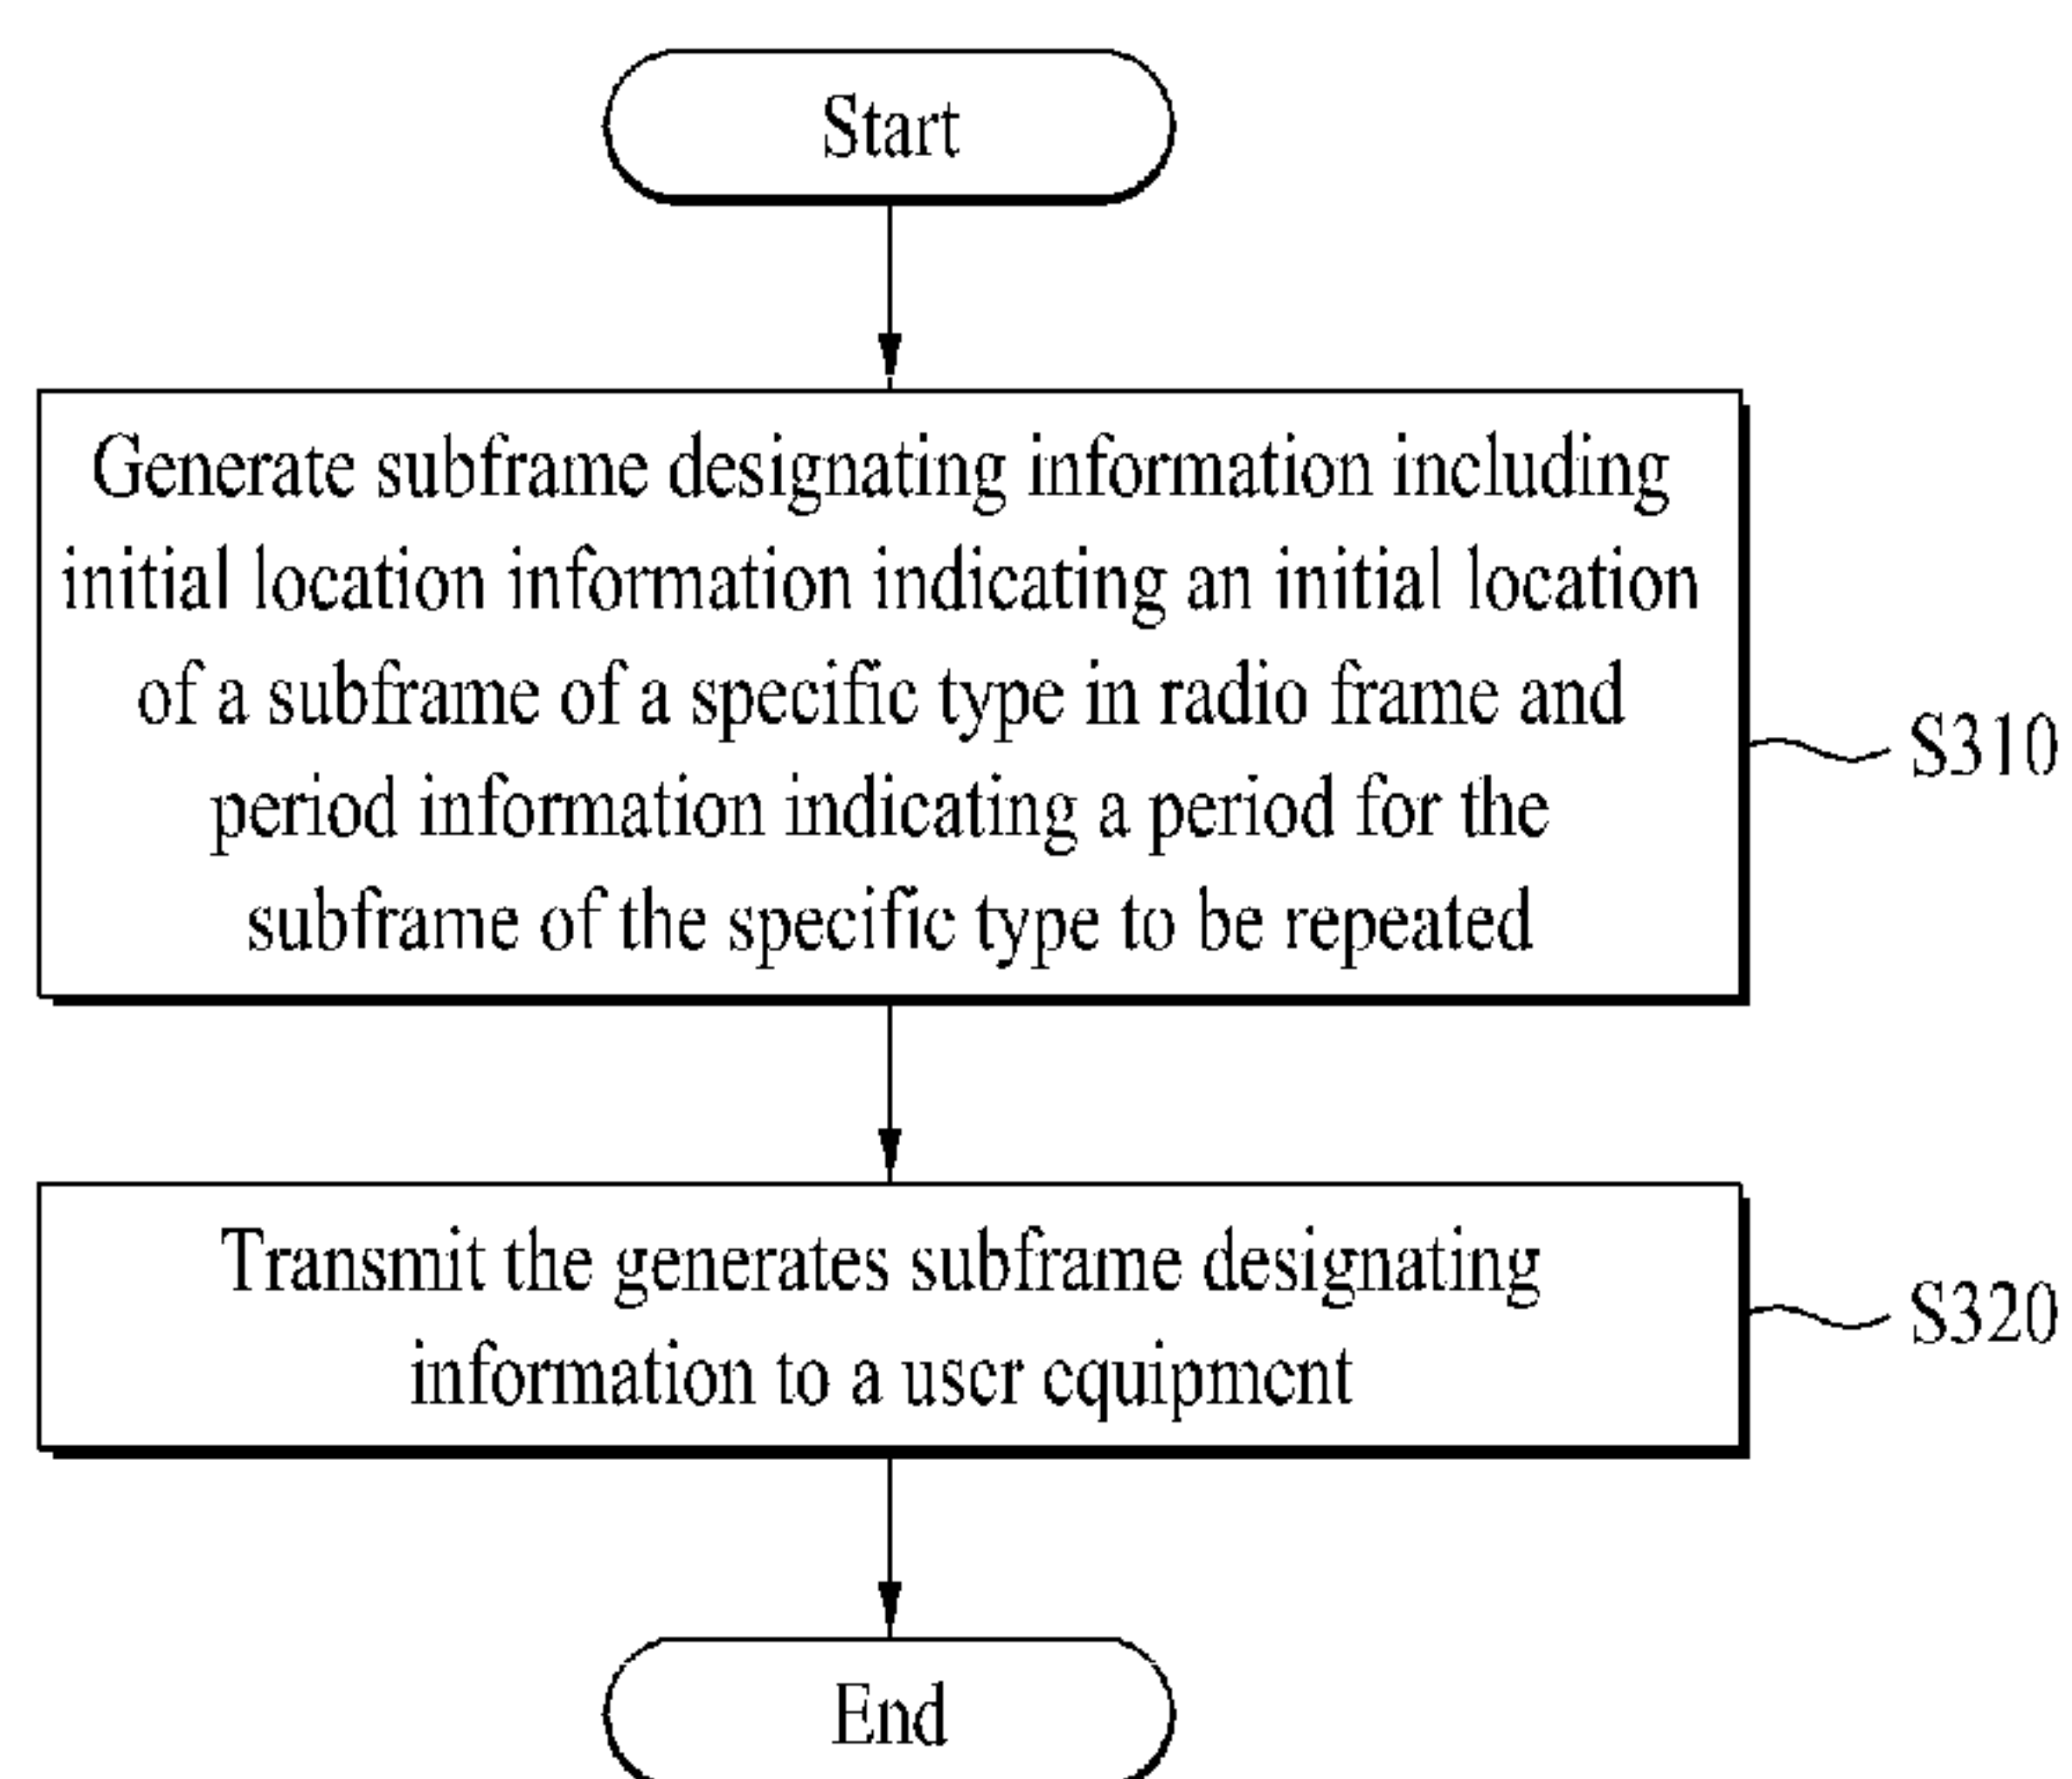 Start
Generate subframe designating information including
initial location information indicating an initial location
of a subframe of a specific type in radio frame and
period information indicating a period for the
subframe of the specific type to be repeated
S310
Transmit the generates subframe designating
information to a user equipment
S320
End